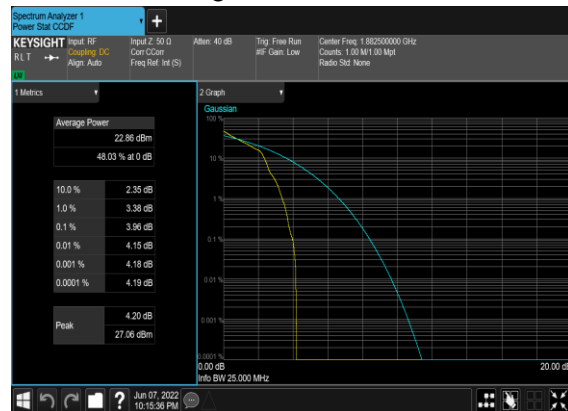 Spectrum Analyzer 1
Power Stat CCDF
+
KEYSIGHT
RLT
LW
Input: RF
Coupling: DC
Align: Auto
Input Z: 50 Ω
Corr CCorr
Freq Ref: Int (S)
Atten: 40 dB
Trig: Free Run
#IF Gain: Low
Center Freq: 1.882500000 GHz
Counts: 1.00 M/1.00 Mpt
Radio Std: None
1 Metrics
Average Power
22.86 dBm
48.03 % at 0 dB
10.0 % 2.35 dB
1.0 % 3.38 dB
0.1 % 3.96 dB
0.01 % 4.15 dB
0.001 % 4.18 dB
0.0001 % 4.19 dB
Peak
4.20 dB
27.06 dBm
2 Graph
Gaussian
100 %
10 %
1 %
0.1 %
0.01 %
0.001 %
0.0001 %
0.00 dB
20.00 dB
Info BW 25.000 MHz
?
Jun 07, 2022
10:15:36 PM